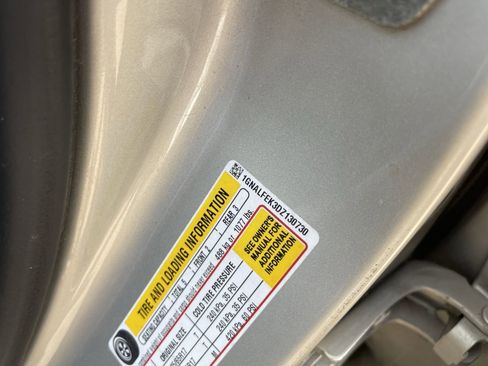 1GNALFEK3DZ130730
TIRE AND LOADING INFORMATION
SEATING CAPACITY TOTAL 5 FRONT 2 REAR 3
exceed 488 kg or 1077 lbs.
ORIGINAL SIZE COLD TIRE PRESSURE
240 kPa, 35 PSI
240 kPa, 35 PSI
T M 420 kPa, 60 PSI
SEE OWNER'S
MANUAL FOR
ADDITIONAL
INFORMATION